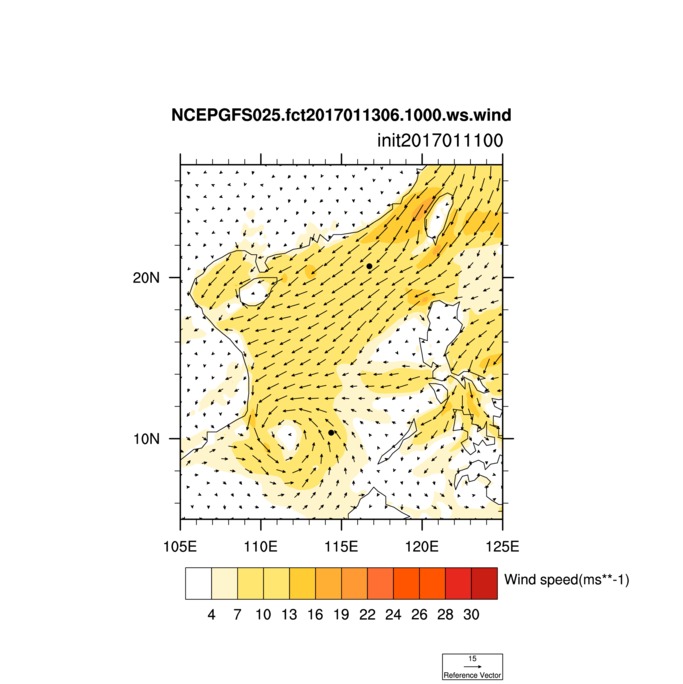 NCEPGFS025.fct2017011306.1000.ws.wind
init2017011100
20N
10N
105E 110E 115E 120E 125E
Wind speed(ms**-1)
4 7 10 13 16 19 22 24 26 28 30
15
Reference Vector